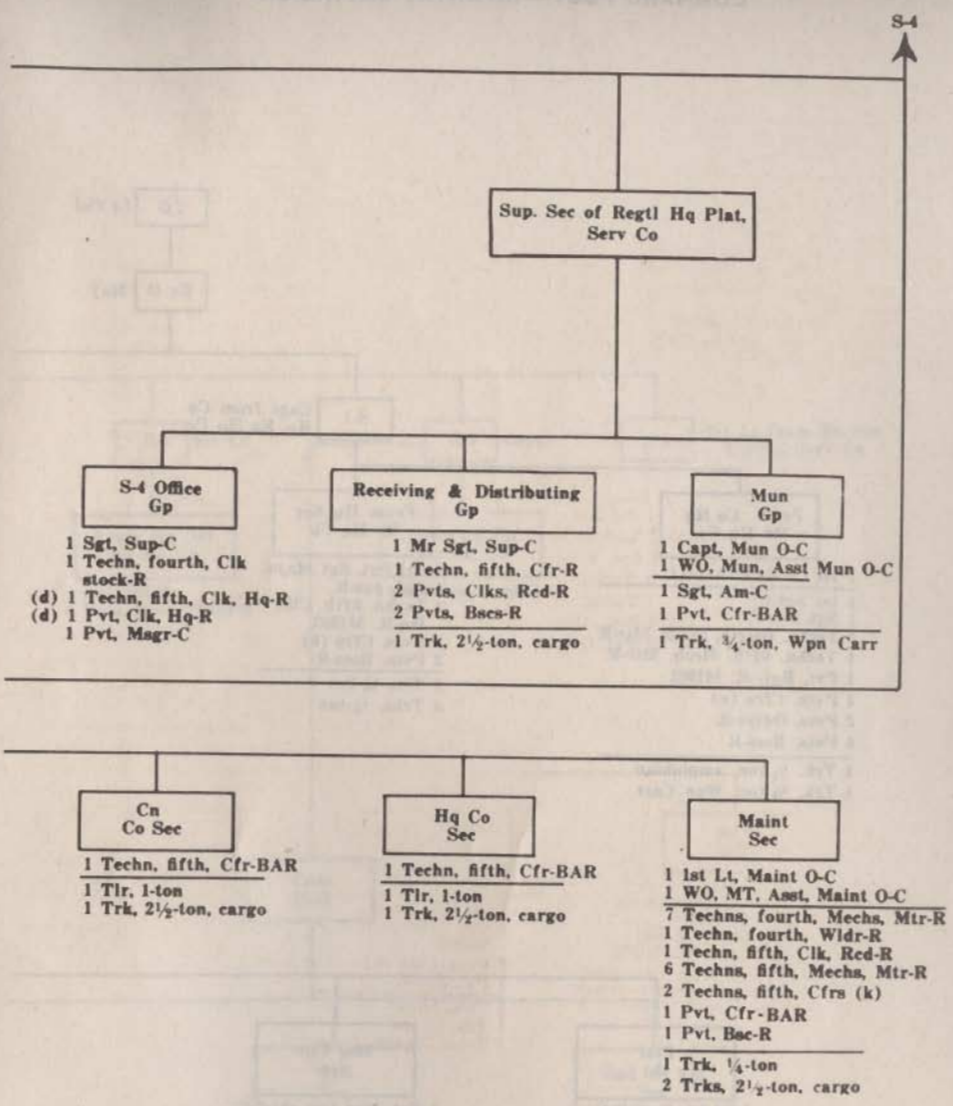 S-4
Sup. Sec of Regtl Hq Plat,
Serv Co
S-4 Office
Gp
1 Sgt, Sup-C
1 Techn, fourth, Clk
stock-R
(d) 1 Techn, fifth, Clk, Hq-R
(d) 1 Pvt, Clk, Hq-R
1 Pvt, Msgr-C
Receiving & Distributing
Gp
1 Mr Sgt, Sup-C
1 Techn, fifth, Cfr-R
2 Pvts, Clks, Rcd-R
2 Pvts, Bscs-R
1 Trk, 2½-ton, cargo
Mun
Gp
1 Capt, Mun O-C
1 WO, Mun, Asst Mun O-C
1 Sgt, Am-C
1 Pvt, Cfr-BAR
1 Trk, ¾-ton, Wpn Carr
Cn
Co Sec
1 Techn, fifth, Cfr-BAR
1 Tlr, 1-ton
1 Trk, 2½-ton, cargo
Hq Co
Sec
1 Techn, fifth, Cfr-BAR
1 Tlr, 1-ton
1 Trk, 2½-ton, cargo
Maint
Sec
1 1st Lt, Maint O-C
1 WO, MT, Asst, Maint O-C
7 Techns, fourth, Mechs, Mtr-R
1 Techn, fourth, Wldr-R
1 Techn, fifth, Clk, Rcd-R
6 Techns, fifth, Mechs, Mtr-R
2 Techns, fifth, Cfrs (k)
1 Pvt, Cfr-BAR
1 Pvt, Bsc-R
1 Trk, ¼-ton
2 Trks, 2½-ton, cargo